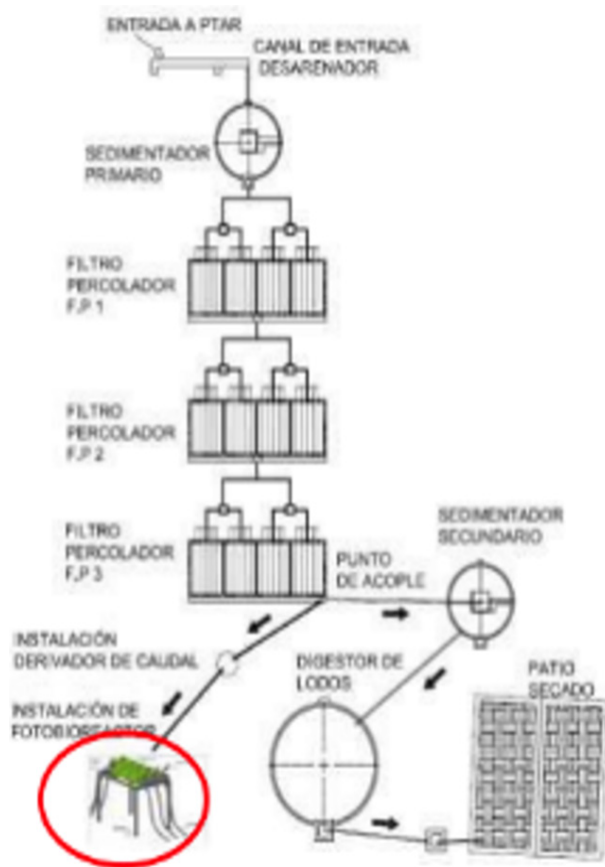 ENTRADA A PTAR
CANAL DE ENTRADA
DESARENADOR
SEDIMENTADOR
PRIMARIO
FILTRO
PERCOLADOR
F.P.1
FILTRO
PERCOLADOR
F.P.2
FILTRO
PERCOLADOR
F.P.3
SEDIMENTADOR
SECUNDARIO
PUNTO
DE ACOPLE
INSTALACIÓN
DERIVADOR DE CAUDAL
DIGESTOR DE
LODOS
PATIO
SECADO
INSTALACIÓN DE
FOTOBIOREACTOR